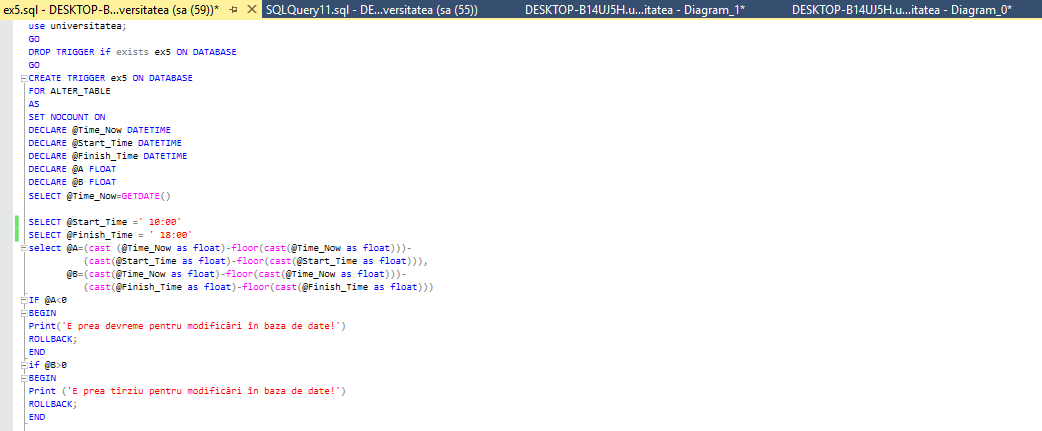 ex5.sql - DESKTOP-B...versitatea (sa (59))*
SQLQuery11.sql - DE...versitatea (sa (55))
DESKTOP-B14UJ5H.u...itatea - Diagram_1*
DESKTOP-B14UJ5H.u...itatea - Diagram_0*
use universitatea;
GO
DROP TRIGGER if exists ex5 ON DATABASE
GO
CREATE TRIGGER ex5 ON DATABASE
FOR ALTER_TABLE
AS
SET NOCOUNT ON
DECLARE @Time_Now DATETIME
DECLARE @Start_Time DATETIME
DECLARE @Finish_Time DATETIME
DECLARE @A FLOAT
DECLARE @B FLOAT
SELECT @Time_Now=GETDATE()
SELECT @Start_Time =' 10:00'
SELECT @Finish_Time = ' 18:00'
select @A=(cast (@Time_Now as float)-floor(cast(@Time_Now as float)))-
(cast(@Start_Time as float)-floor(cast(@Start_Time as float))),
@B=(cast(@Time_Now as float)-floor(cast(@Time_Now as float)))-
(cast(@Finish_Time as float)-floor(cast(@Finish_Time as float)))
IF @A<0
BEGIN
Print('E prea devreme pentru modificări în baza de date!')
ROLLBACK;
END
if @B>0
BEGIN
Print ('E prea tîrziu pentru modificări în baza de date!')
ROLLBACK;
END